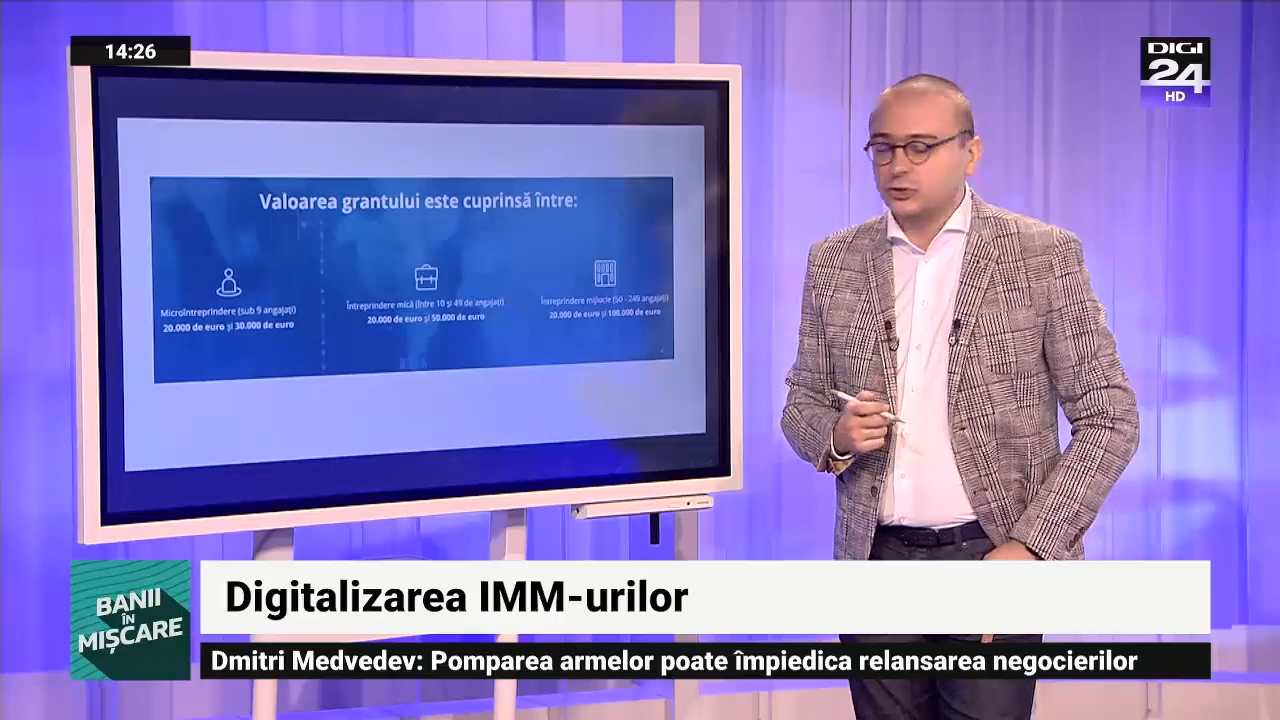 14:26
DIGI
24
HD
Valoarea grantului este cuprinsă între:
Microîntreprindere (sub 9 angajați)
20.000 de euro și 30.000 de euro
Întreprindere mică (între 10 și 49 de angajați)
20.000 de euro și 50.000 de euro
Întreprindere mijlocie (50 - 249 angajați)
20.000 de euro și 100.000 de euro
BANII
ÎN
MIȘCARE
Digitalizarea IMM-urilor
Dmitri Medvedev: Pomparea armelor poate împiedica relansarea negocierilor